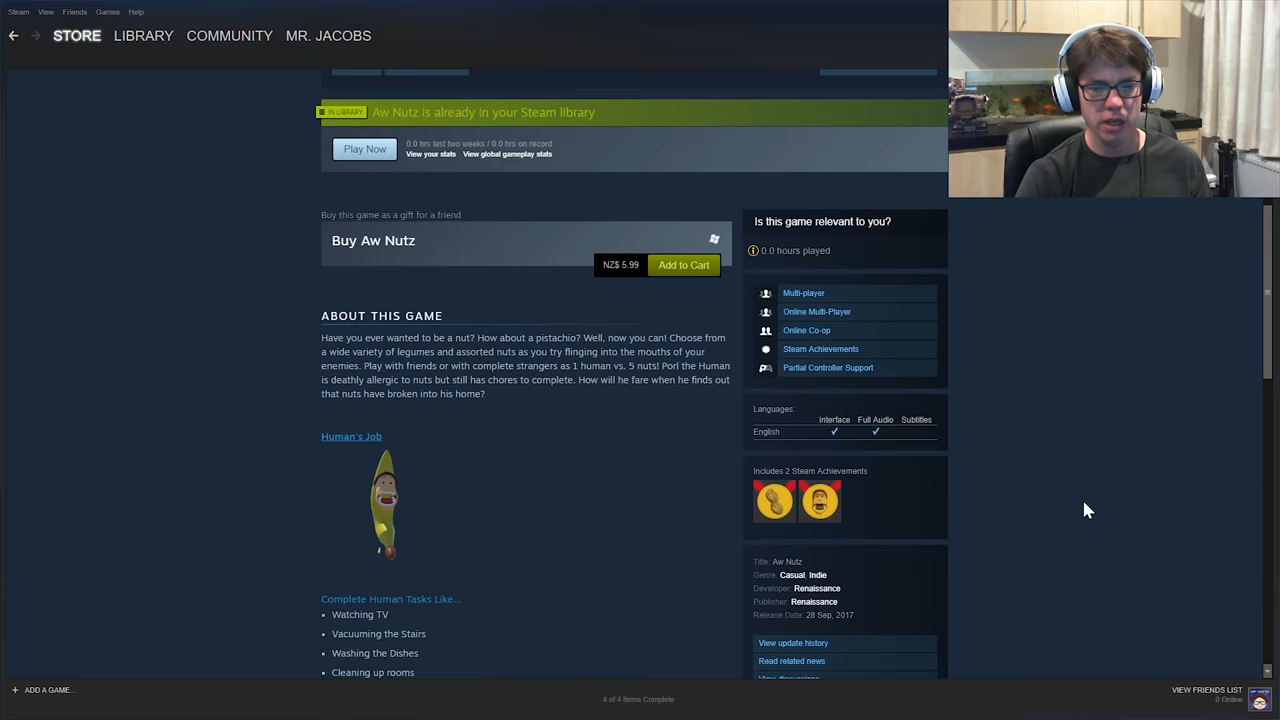 Steam View Friends Games Help
STORE LIBRARY COMMUNITY MR. JACOBS
IN LIBRARY Aw Nutz is already in your Steam library
Play Now
0.0 hrs last two weeks / 0.0 hrs on record
View your stats View global gameplay stats
Buy this game as a gift for a friend
Buy Aw Nutz
NZ$ 5.99 Add to Cart
ABOUT THIS GAME
Have you ever wanted to be a nut? How about a pistachio? Well, now you can! Choose from
a wide variety of legumes and assorted nuts as you try flinging into the mouths of your
enemies. Play with friends or with complete strangers as 1 human vs. 5 nuts! Porl the Human
is deathly allergic to nuts but still has chores to complete. How will he fare when he finds out
that nuts have broken into his home?
Human's Job
Complete Human Tasks Like...
Watching TV
Vacuuming the Stairs
Washing the Dishes
Cleaning up rooms
Is this game relevant to you?
0.0 hours played
Multi-player
Online Multi-Player
Online Co-op
Steam Achievements
Partial Controller Support
Languages:
Interface Full Audio Subtitles
English ✓ ✓
Includes 2 Steam Achievements
Title: Aw Nutz
Genre: Casual, Indie
Developer: Renaissance
Publisher: Renaissance
Release Date: 28 Sep, 2017
View update history
Read related news
View discussions
+ ADD A GAME...
4 of 4 Items Complete
VIEW FRIENDS LIST
0 Online